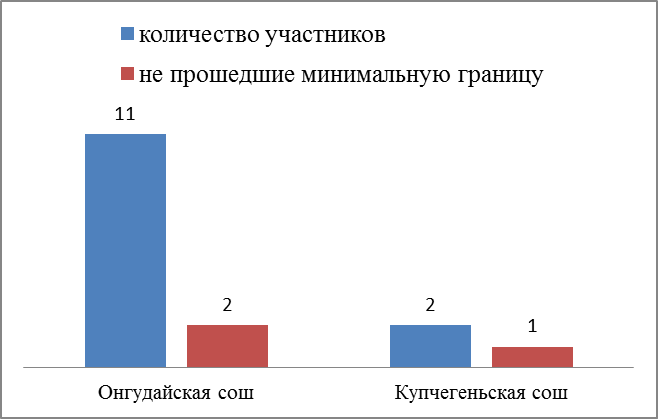 количество участников
не прошедшие минимальную границу
11
2
2
1
Онгудайская сош
Купчегеньская сош